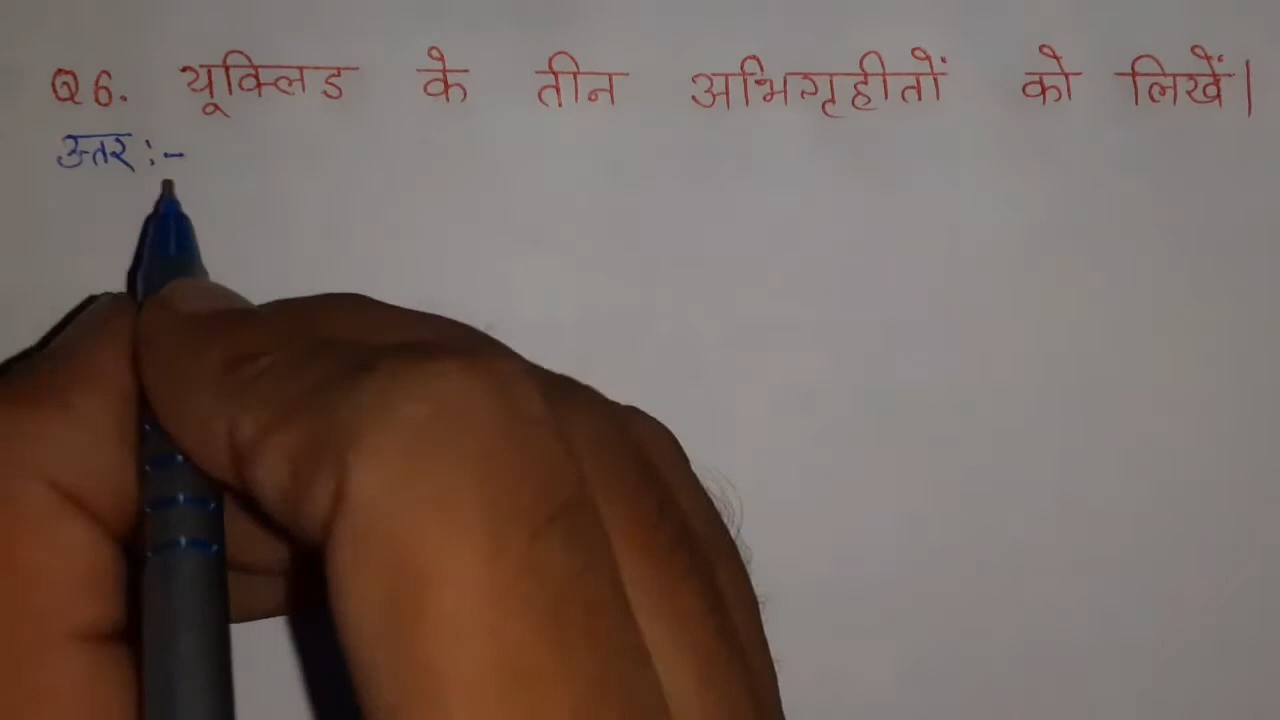 Q6. यूक्लिड के तीन अभिगृहीतों को लिखें।
उत्तर :-